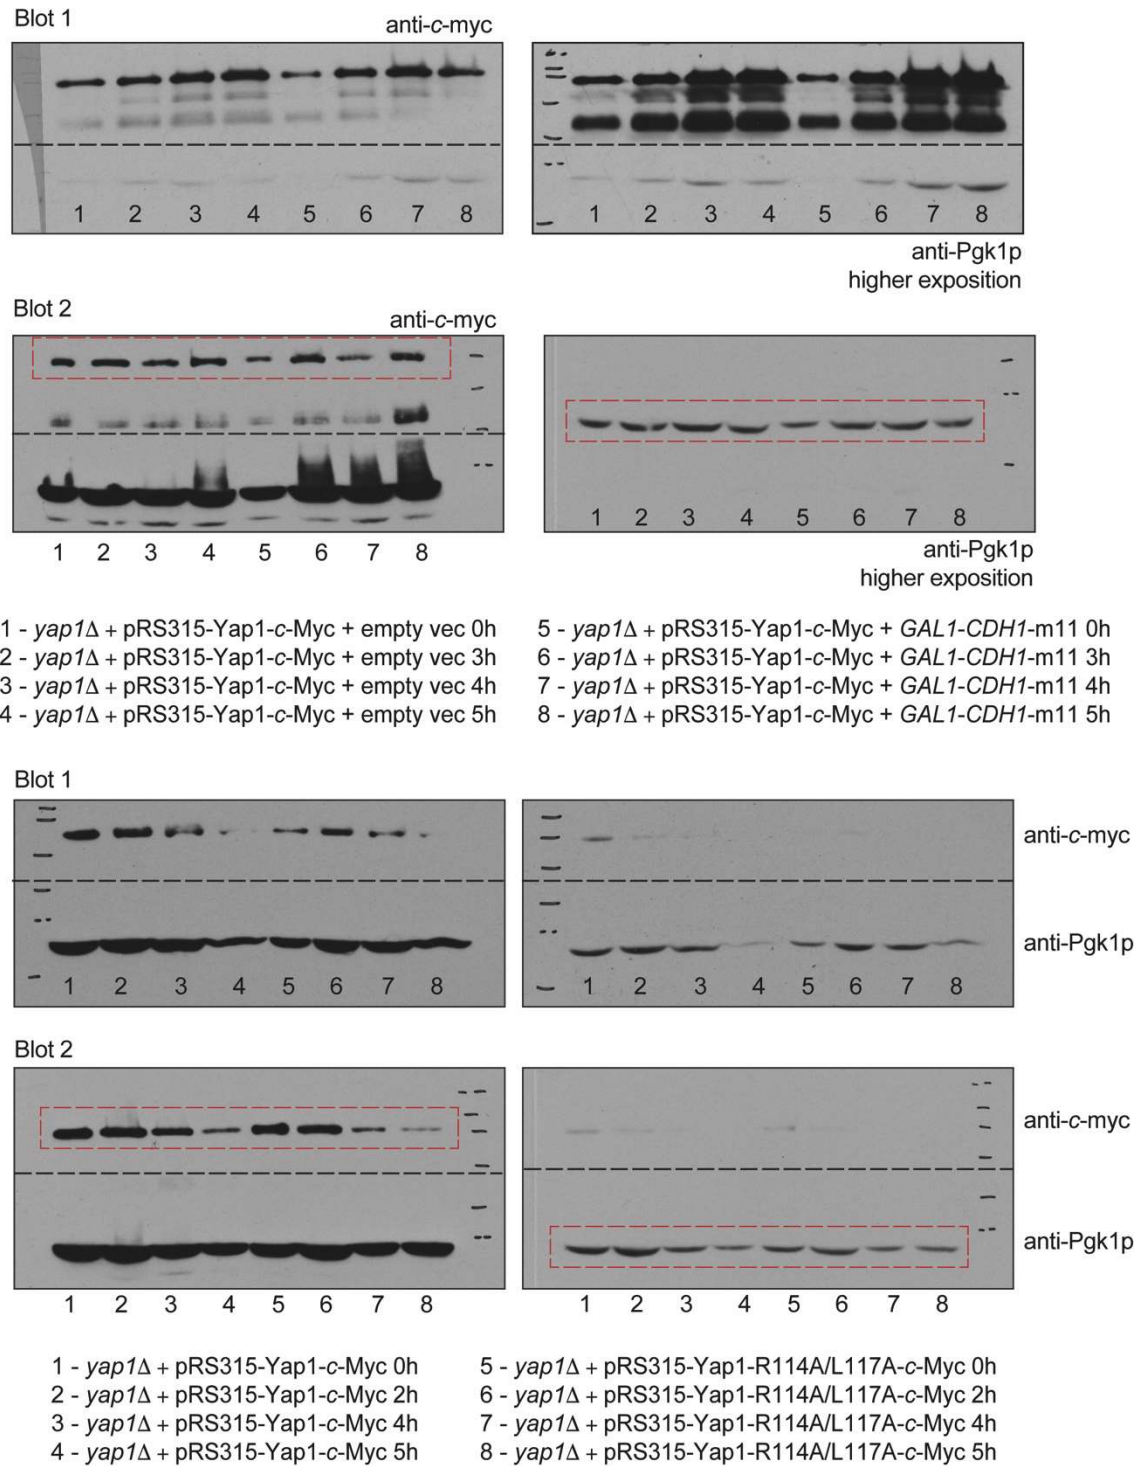 Blot 1
anti-c-myc
1 2 3 4 5 6 7 8
1 2 3 4 5 6 7 8
anti-Pgk1p
higher exposition
Blot 2
anti-c-myc
1 2 3 4 5 6 7 8
1 2 3 4 5 6 7 8
anti-Pgk1p
higher exposition
1 - yap1Δ + pRS315-Yap1-c-Myc + empty vec 0h
2 - yap1Δ + pRS315-Yap1-c-Myc + empty vec 3h
3 - yap1Δ + pRS315-Yap1-c-Myc + empty vec 4h
4 - yap1Δ + pRS315-Yap1-c-Myc + empty vec 5h
5 - yap1Δ + pRS315-Yap1-c-Myc + GAL1-CDH1-m11 0h
6 - yap1Δ + pRS315-Yap1-c-Myc + GAL1-CDH1-m11 3h
7 - yap1Δ + pRS315-Yap1-c-Myc + GAL1-CDH1-m11 4h
8 - yap1Δ + pRS315-Yap1-c-Myc + GAL1-CDH1-m11 5h
Blot 1
anti-c-myc
anti-Pgk1p
1 2 3 4 5 6 7 8
1 2 3 4 5 6 7 8
Blot 2
anti-c-myc
anti-Pgk1p
1 2 3 4 5 6 7 8
1 2 3 4 5 6 7 8
1 - yap1Δ + pRS315-Yap1-c-Myc 0h
2 - yap1Δ + pRS315-Yap1-c-Myc 2h
3 - yap1Δ + pRS315-Yap1-c-Myc 4h
4 - yap1Δ + pRS315-Yap1-c-Myc 5h
5 - yap1Δ + pRS315-Yap1-R114A/L117A-c-Myc 0h
6 - yap1Δ + pRS315-Yap1-R114A/L117A-c-Myc 2h
7 - yap1Δ + pRS315-Yap1-R114A/L117A-c-Myc 4h
8 - yap1Δ + pRS315-Yap1-R114A/L117A-c-Myc 5h